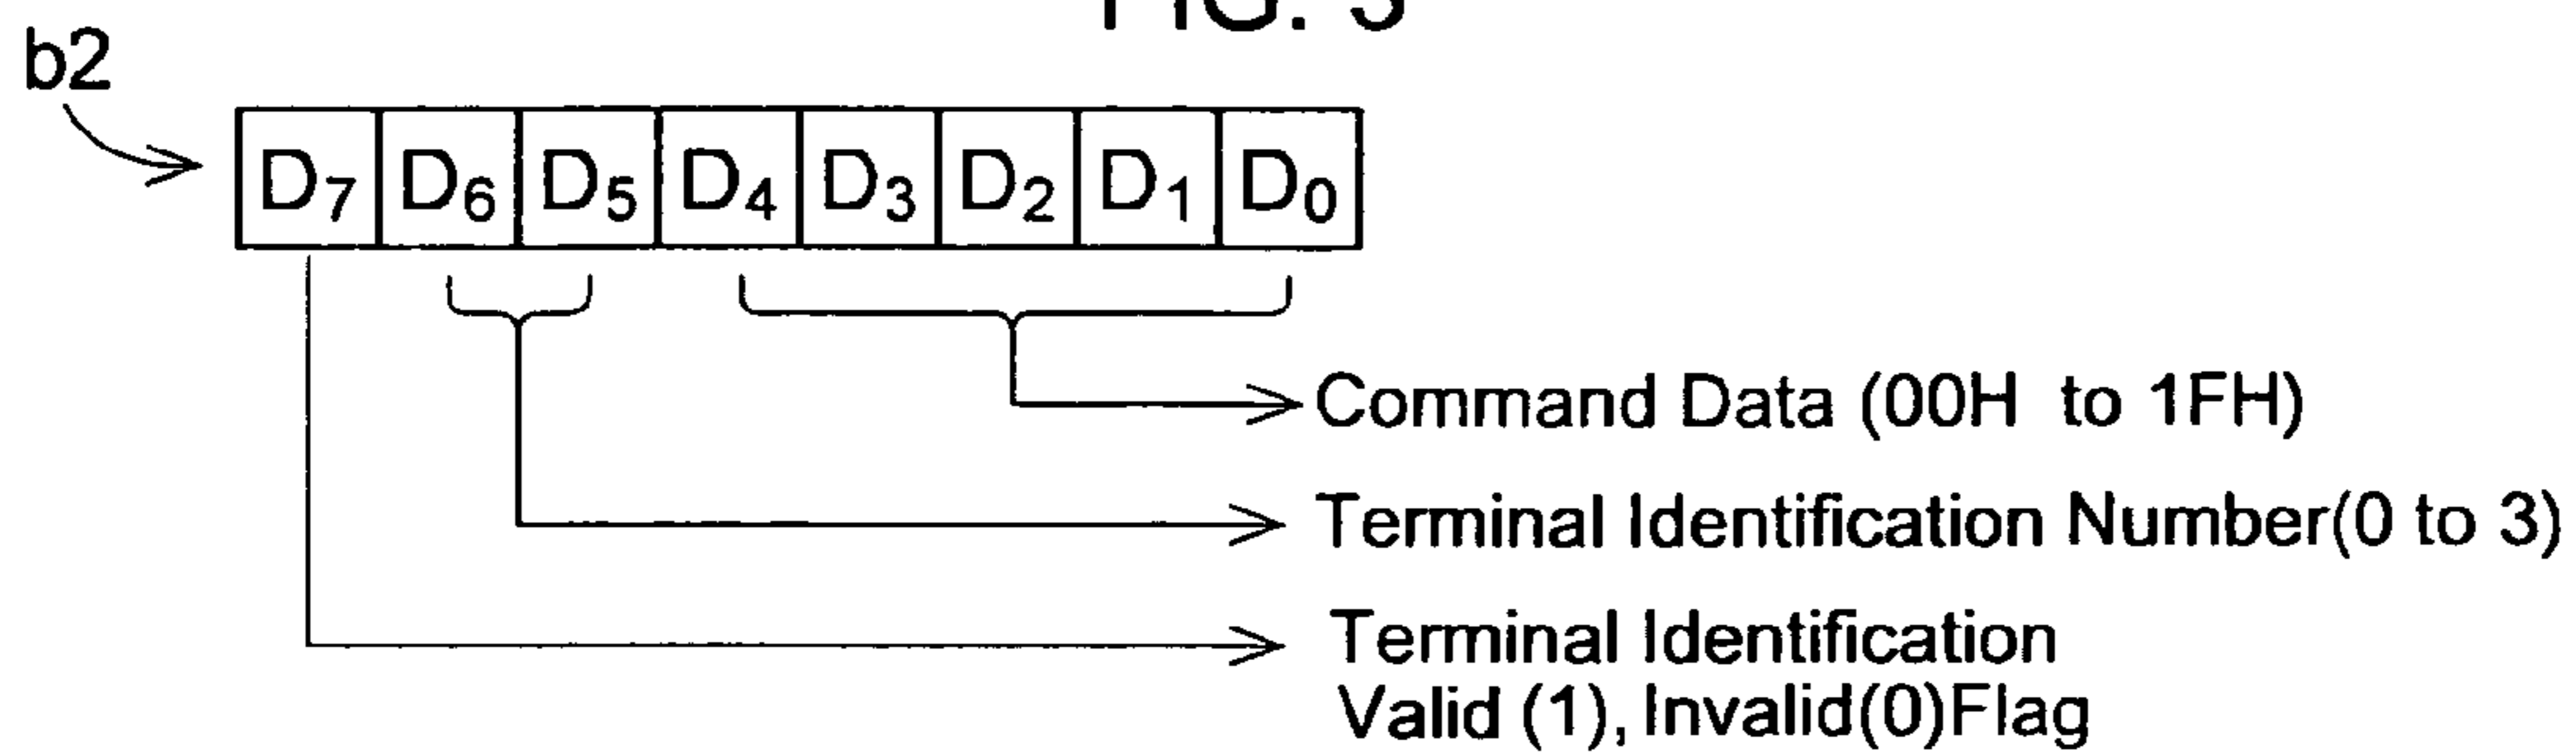 b2
D7 D6 D5 D4 D3 D2 D1 D0
Command Data (00H to 1FH)
Terminal Identification Number(0 to 3)
Terminal Identification
Valid (1), Invalid(0)Flag